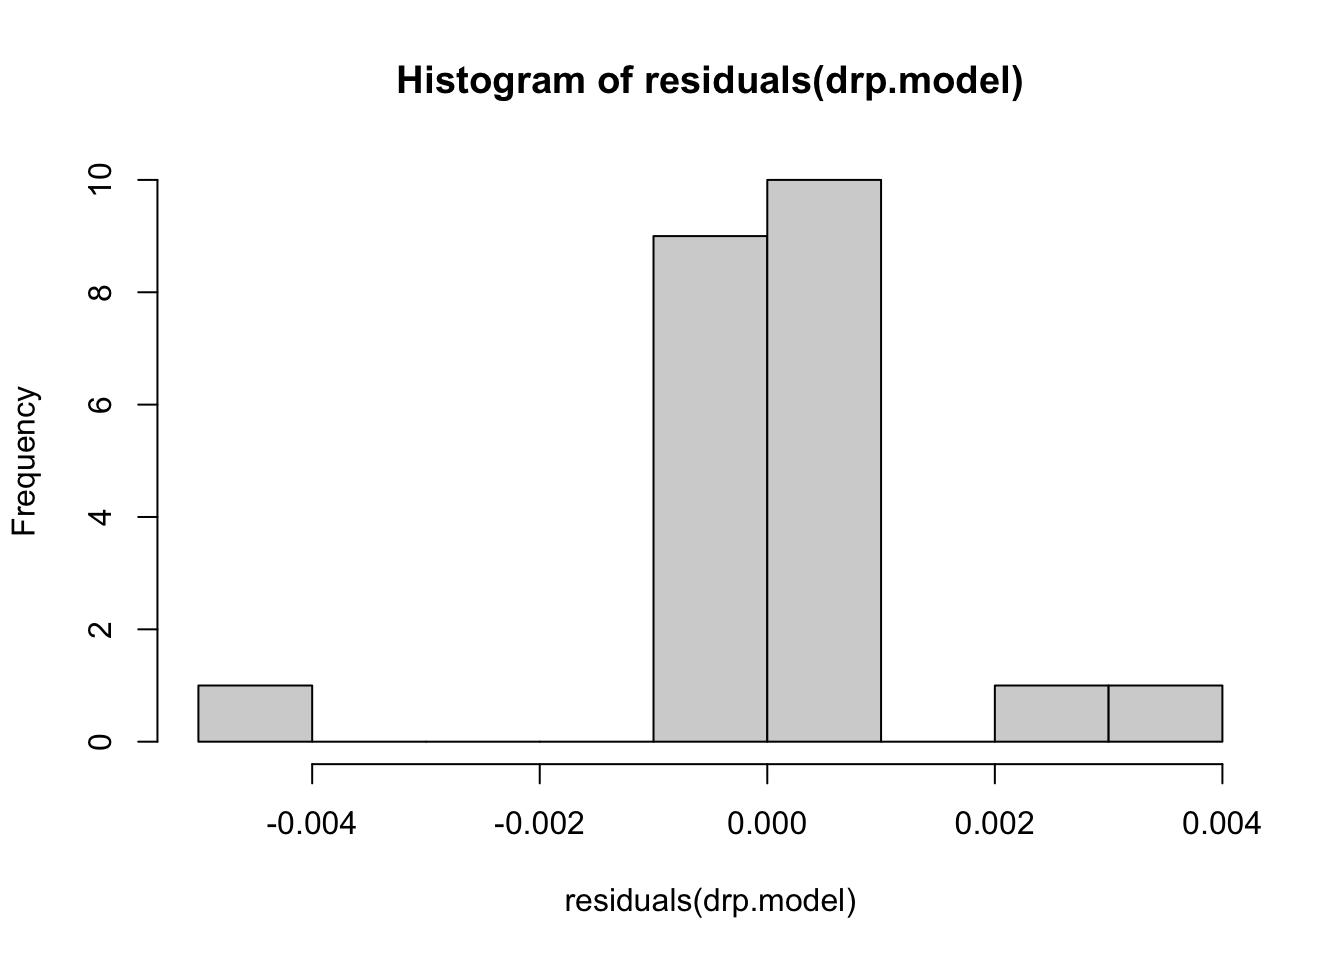 Histogram of residuals(drp.model)
Frequency
10
8
6
4
2
0
-0.004 -0.002 0.000 0.002 0.004
residuals(drp.model)